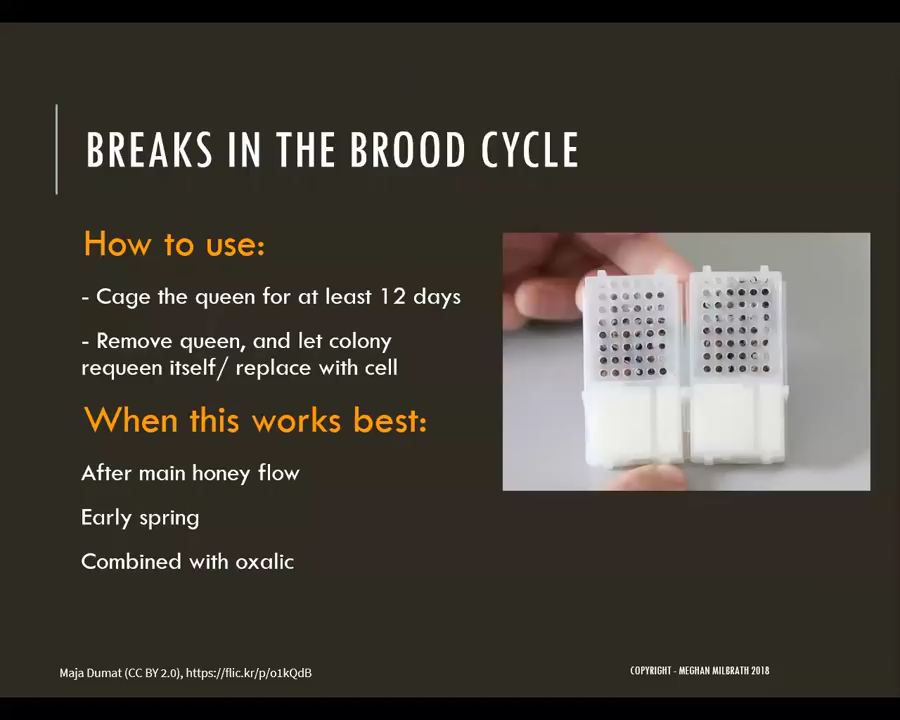 BREAKS IN THE BROOD CYCLE
How to use:
- Cage the queen for at least 12 days
- Remove queen, and let colony
requeen itself/ replace with cell
When this works best:
After main honey flow
Early spring
Combined with oxalic
Maja Dumat (CC BY 2.0), https://flic.kr/p/o1kQdB
COPYRIGHT - MEGHAN MILBRATH 2018